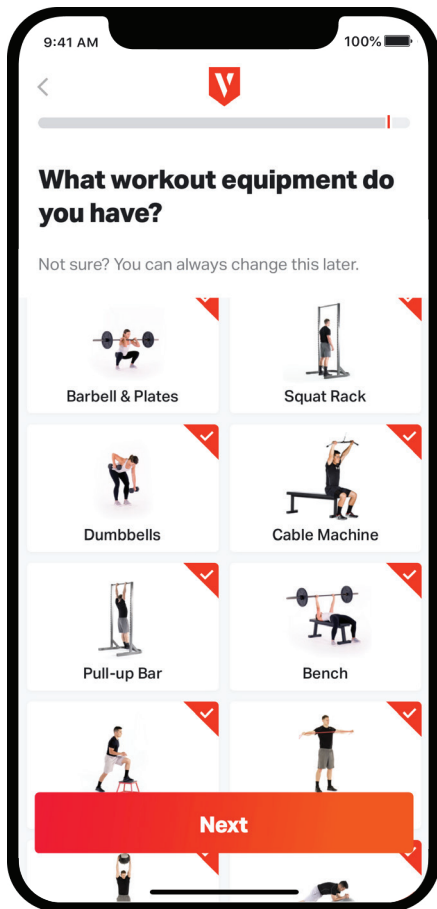 9:41 AM
100%
What workout equipment do
you have?
Not sure? You can always change this later.
Barbell & Plates
Squat Rack
Dumbbells
Cable Machine
Pull-up Bar
Bench
Next